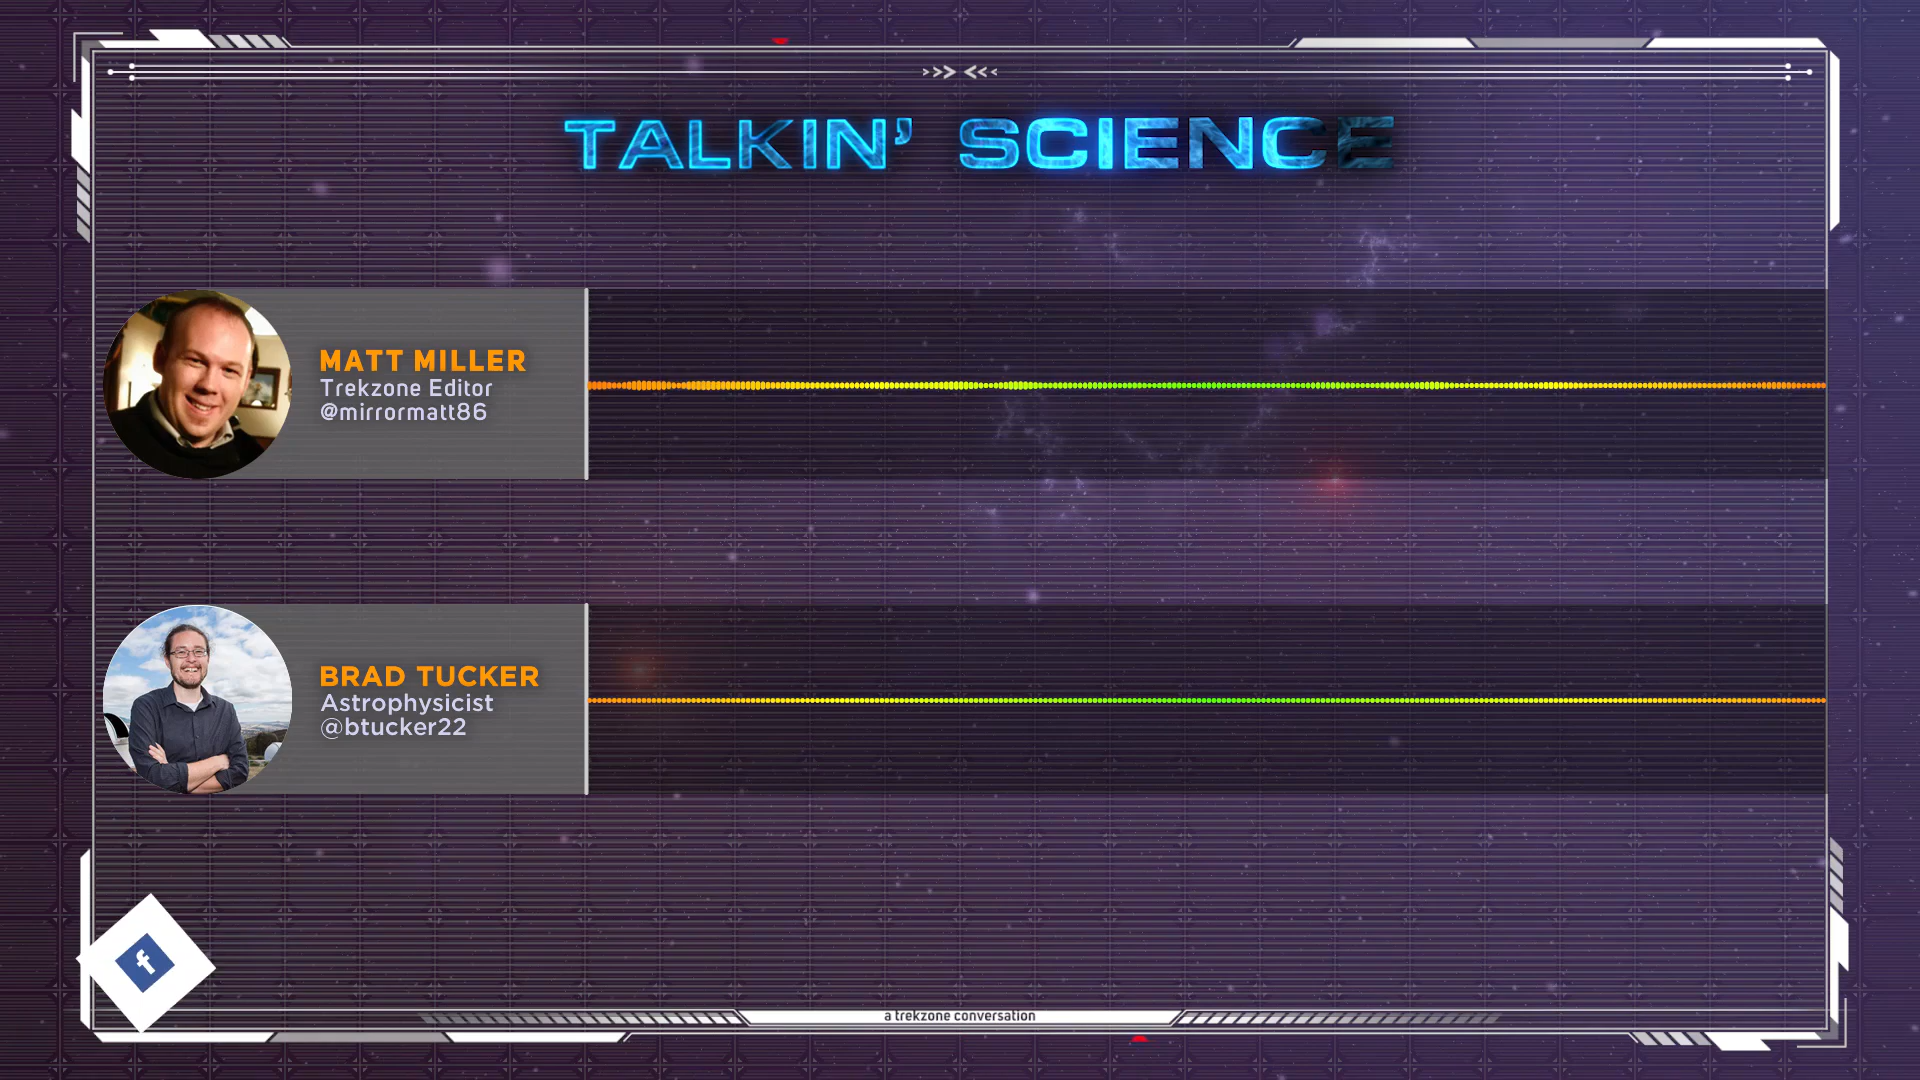 TALKIN’ SCIENCE
MATT MILLER
Trekzone Editor
@mirrormatt86
BRAD TUCKER
Astrophysicist
@btucker22
f
a trekzone conversation